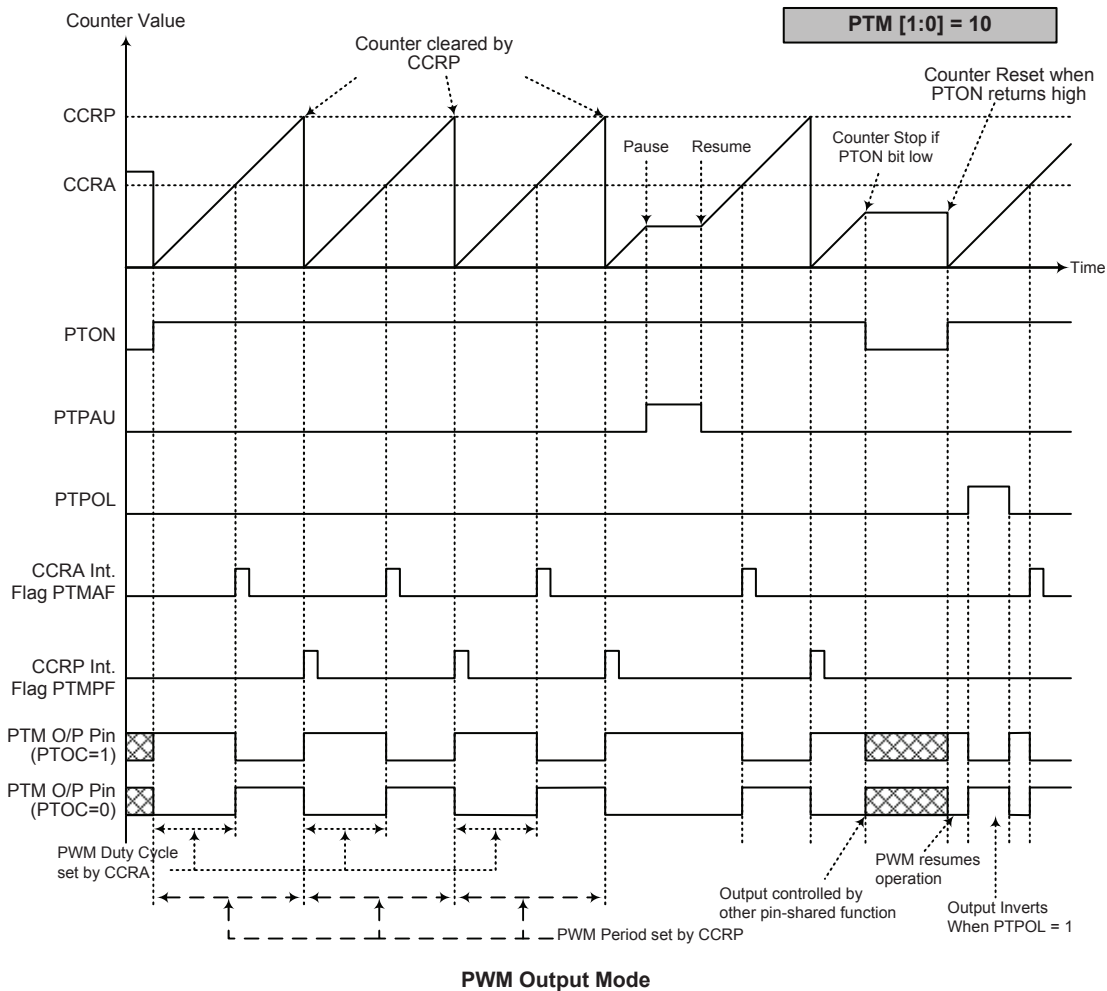 Counter Value
PTM [1:0] = 10
Counter cleared by
CCRP
Counter Reset when
PTON returns high
CCRP
Pause
Resume
Counter Stop if
PTON bit low
CCRA
Time
PTON
PTPAU
PTPOL
CCRA Int.
Flag PTMAF
CCRP Int.
Flag PTMPF
PTM O/P Pin
(PTOC=1)
PTM O/P Pin
(PTOC=0)
PWM Duty Cycle
set by CCRA
PWM resumes
operation
Output controlled by
other pin-shared function
Output Inverts
When PTPOL = 1
PWM Period set by CCRP
PWM Output Mode